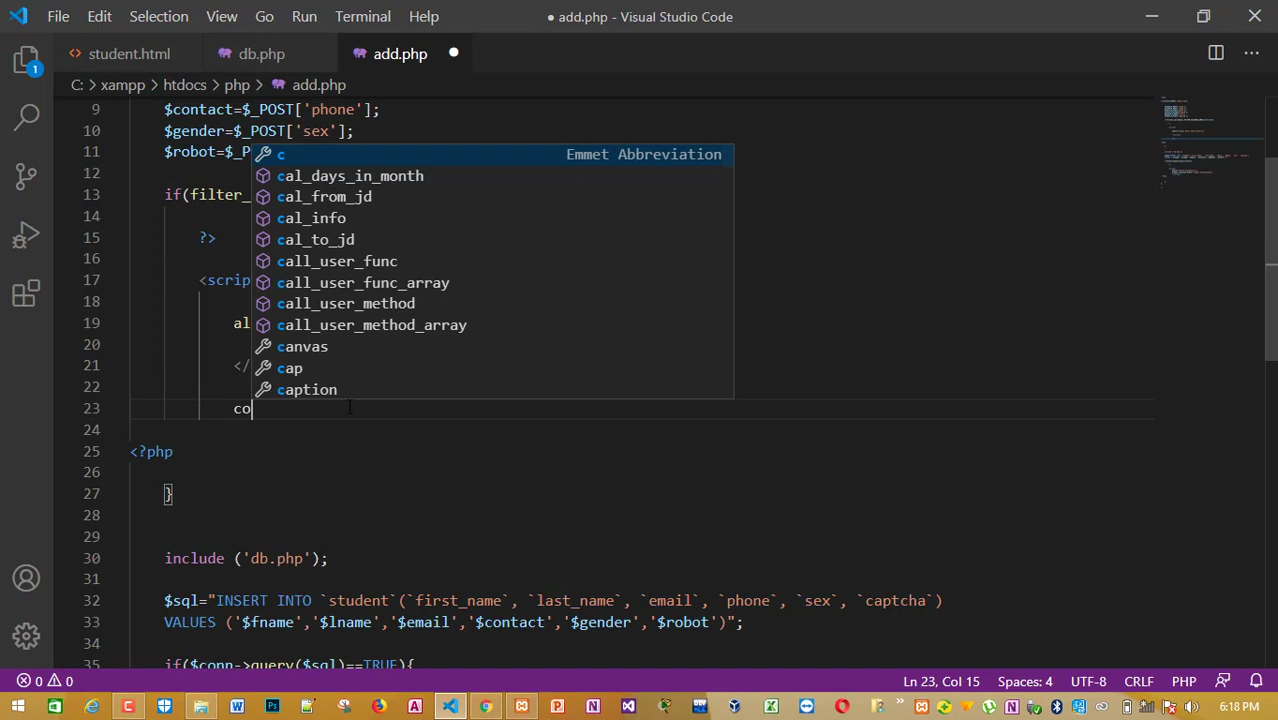 File Edit Selection View Go Run Terminal Help ● add.php - Visual Studio Code
student.html db.php add.php
C: > xampp > htdocs > php > add.php
1
9 $contact=$_POST['phone'];
10 $gender=$_POST['sex'];
11 $robot=$_P
c Emmet Abbreviation
12
cal_days_in_month
13 if(filter_
cal_from_jd
14
cal_info
15 ?>
cal_to_jd
16
call_user_func
17 <scrip
call_user_func_array
18
call_user_method
19 al
call_user_method_array
20
canvas
21 </
cap
22
caption
23 co
24
25 <?php
26
27 }
28
29
30 include ('db.php');
31
32 $sql="INSERT INTO `student`(`first_name`, `last_name`, `email`, `phone`, `sex`, `captcha`)
33 VALUES ('$fname','$lname','$email','$contact','$gender','$robot')";
34
35 if($conn->query($sql)==TRUE){
0 0 Ln 23, Col 15 Spaces: 4 UTF-8 CRLF PHP
6:18 PM